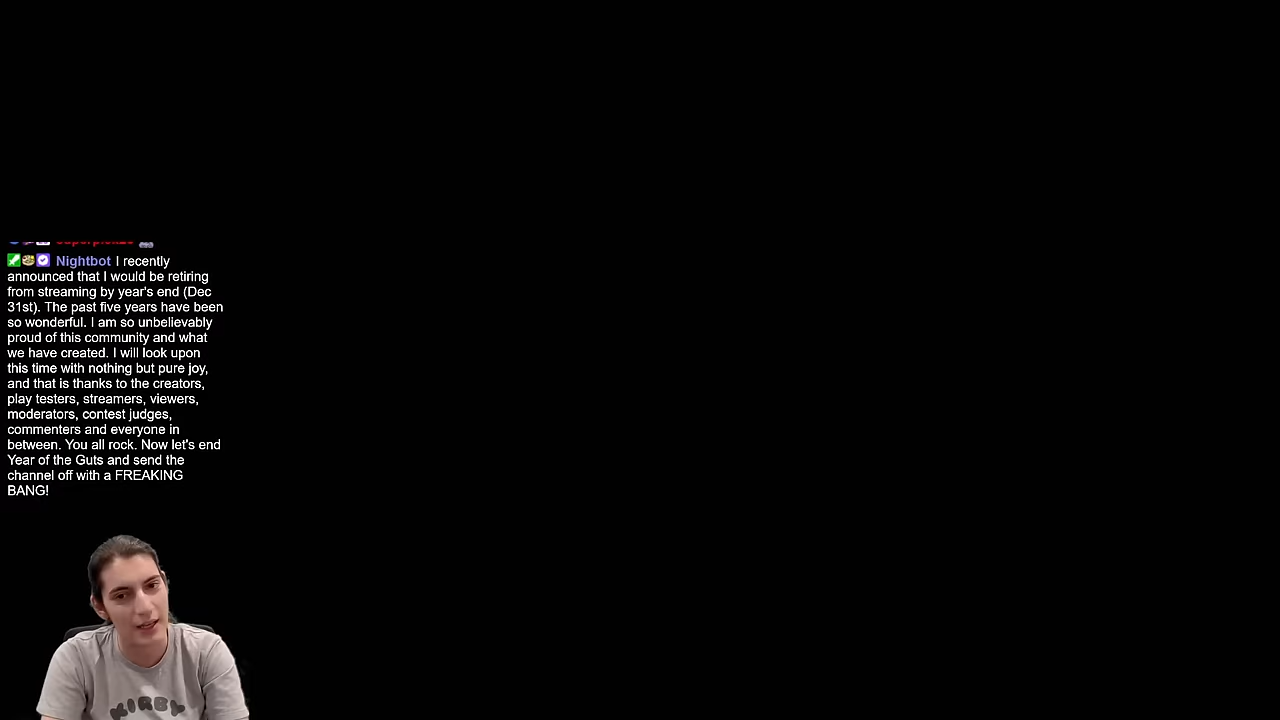 Nightbot I recently
announced that I would be retiring
from streaming by year's end (Dec
31st). The past five years have been
so wonderful. I am so unbelievably
proud of this community and what
we have created. I will look upon
this time with nothing but pure joy,
and that is thanks to the creators,
play testers, streamers, viewers,
moderators, contest judges,
commenters and everyone in
between. You all rock. Now let's end
Year of the Guts and send the
channel off with a FREAKING
BANG!
KIRBY